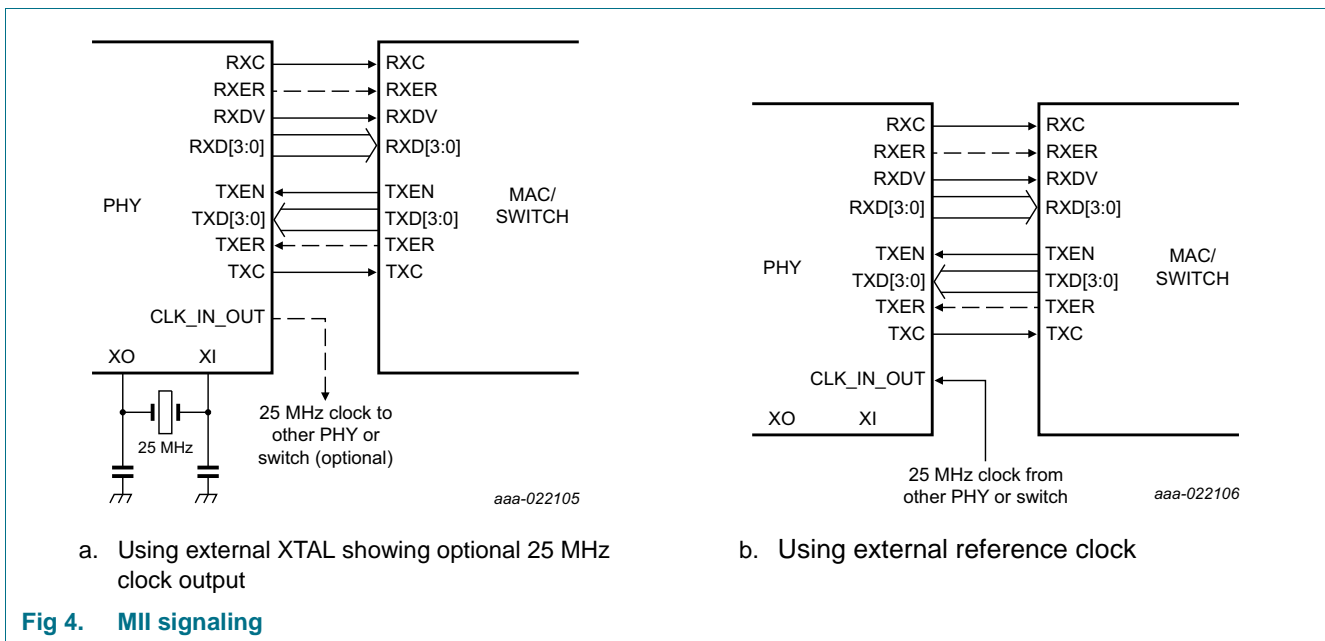 RXC RXC
RXER RXER
RXDV RXDV
RXD[3:0] RXD[3:0]
TXEN TXEN
PHY MAC/
TXD[3:0] TXD[3:0] SWITCH
TXER TXER
TXC TXC
CLK_IN_OUT
XO XI
25 MHz
25 MHz clock to
other PHY or
switch (optional)
aaa-022105
a. Using external XTAL showing optional 25 MHz
clock output
RXC RXC
RXER RXER
RXDV RXDV
RXD[3:0] RXD[3:0]
TXEN TXEN
PHY MAC/
TXD[3:0] TXD[3:0] SWITCH
TXER TXER
TXC TXC
CLK_IN_OUT
XO XI
25 MHz clock from
other PHY or switch
aaa-022106
b. Using external reference clock
Fig 4. MII signaling